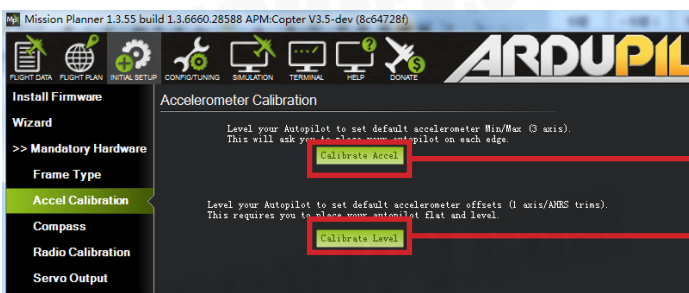 Mission Planner 1.3.55 build 1.3.6660.28588 APM:Copter V3.5-dev (8c64728f)
FLIGHT DATA FLIGHT PLAN INITIAL SETUP CONFIG/TUNING SIMULATION TERMINAL HELP DONATE ARDUPIL
Install Firmware
Accelerometer Calibration
Wizard
Level your Autopilot to set default accelerometer Min/Max (3 axis).
This will ask you to place your autopilot on each edge.
>> Mandatory Hardware
Calibrate Accel
Frame Type
Accel Calibration
Level your Autopilot to set default accelerometer offsets (1 axis/AHRS trims).
This requires you to place your autopilot flat and level.
Compass
Calibrate Level
Radio Calibration
Servo Output